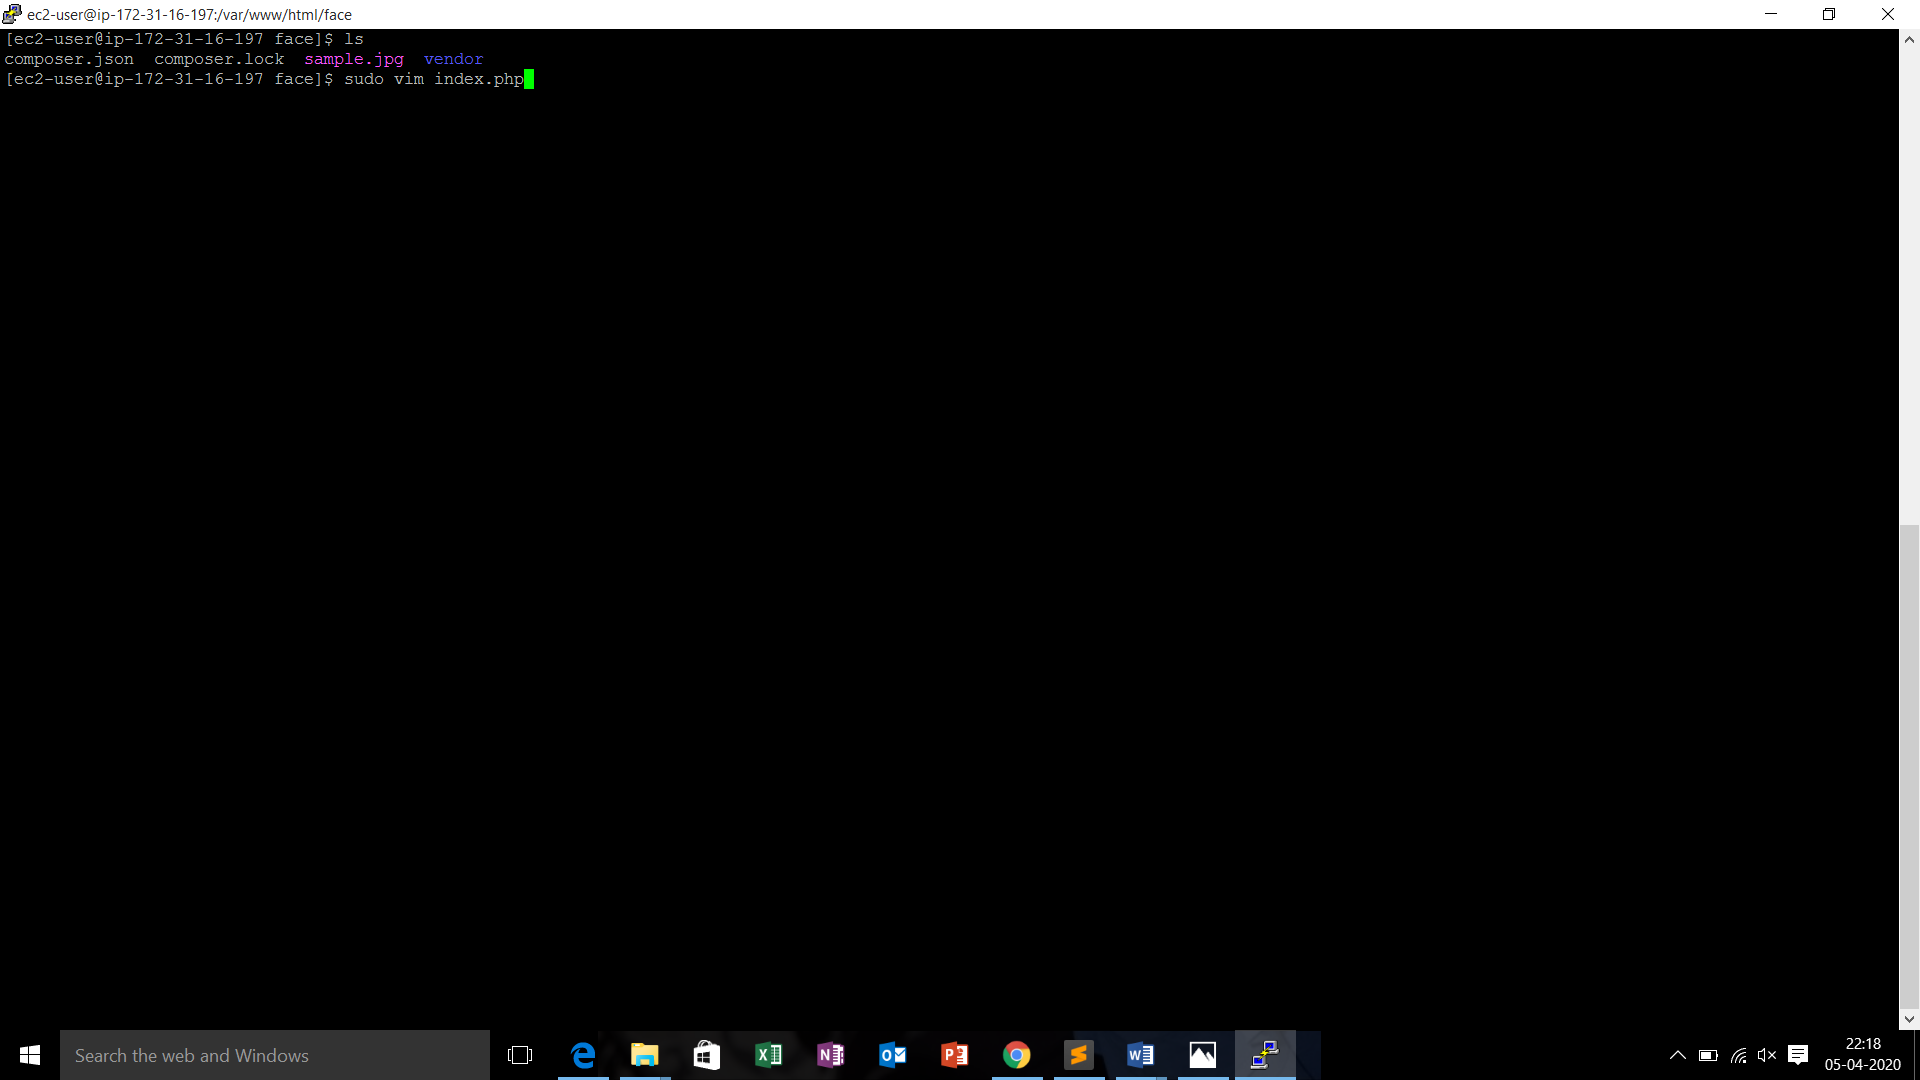 ec2-user@ip-172-31-16-197:/var/www/html/face
[ec2-user@ip-172-31-16-197 face]$ ls
composer.json  composer.lock  sample.jpg  vendor
[ec2-user@ip-172-31-16-197 face]$ sudo vim index.php
Search the web and Windows
22:18
05-04-2020